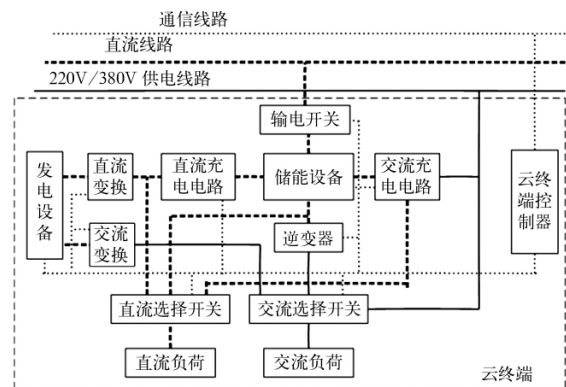 通信线路
直流线路
220V/380V 供电线路
输电开关
发电设备
直流
变换
直流充
电电路
储能设备
交流充
电电路
云终
端控
制器
交流
变换
逆变器
直流选择开关
交流选择开关
直流负荷
交流负荷
云终端